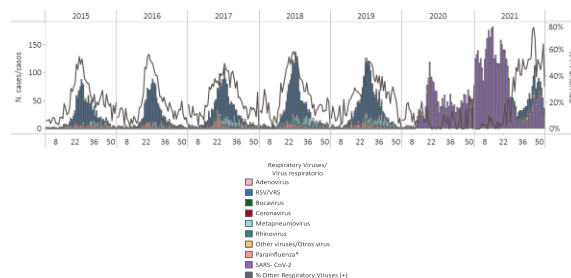 2015 2016 2017 2018 2019 2020 2021
N. cases/casos
150
100
50
0
80%
60%
40%
20%
0%
8 22 36 50 8 22 36 50 8 22 36 50 8 22 36 50 8 22 36 50 8 22 36 50 8 22 36 50
Respiratory Viruses/
Virus respiratorio
Adenovirus
RSV/VRS
Bocavirus
Coronavirus
Metapneumovirus
Rhinovirus
Other viruses/Otros virus
Parainfluenza*
SARS- CoV-2
% Other Respiratory Viruses (+)